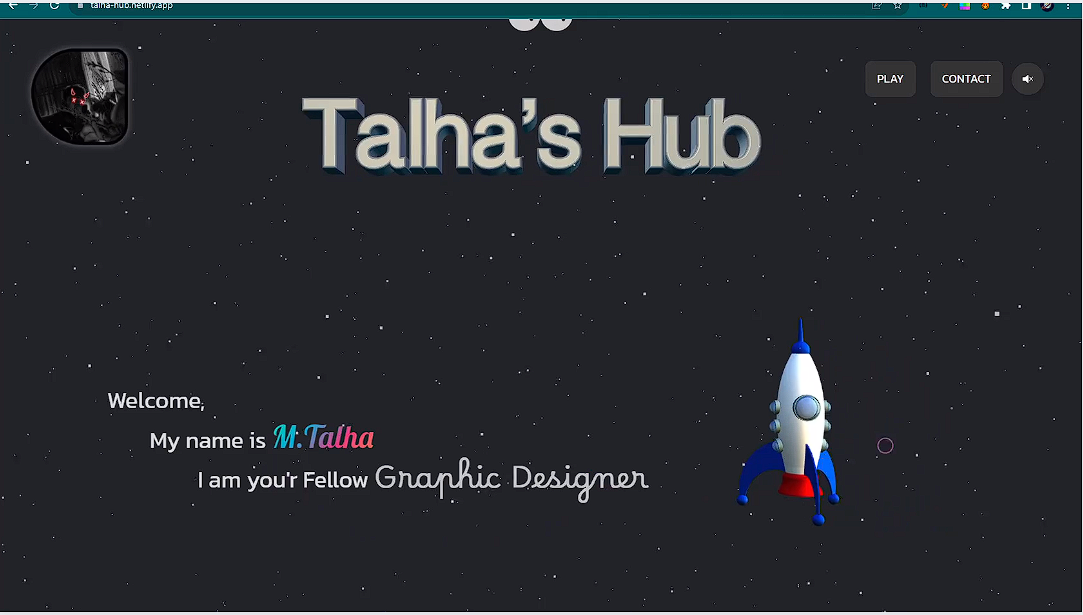 talha-hub.netlify.app
PLAY
CONTACT
Talha's Hub
Welcome,
My name is M.Talha
I am you'r Fellow Graphic Designer